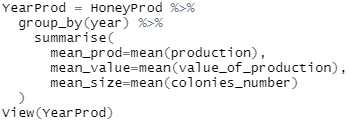 YearProd = HoneyProd %>%
  group_by(year) %>%
    summarise(
      mean_prod=mean(production),
      mean_value=mean(value_of_production),
      mean_size=mean(colonies_number)
  )
View(YearProd)